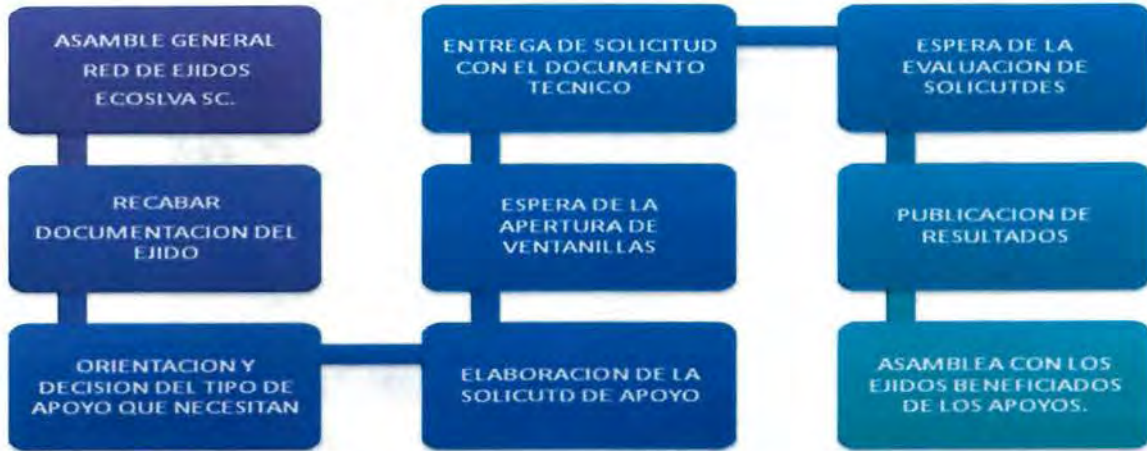 ASAMBLE GENERAL
RED DE EJIDOS
ECOSLVA SC.
RECABAR
DOCUMENTACION DEL
EJIDO
ORIENTACION Y
DECISION DEL TIPO DE
APOYO QUE NECESITAN
ELABORACION DE LA
SOLICUTD DE APOYO
ESPERA DE LA
APERTURA DE
VENTANILLAS
ENTREGA DE SOLICITUD
CON EL DOCUMENTO
TECNICO
ESPERA DE LA
EVALUACION DE
SOLICUTDES
PUBLICACION DE
RESULTADOS
ASAMBLEA CON LOS
EJIDOS BENEFICIADOS
DE LOS APOYOS.